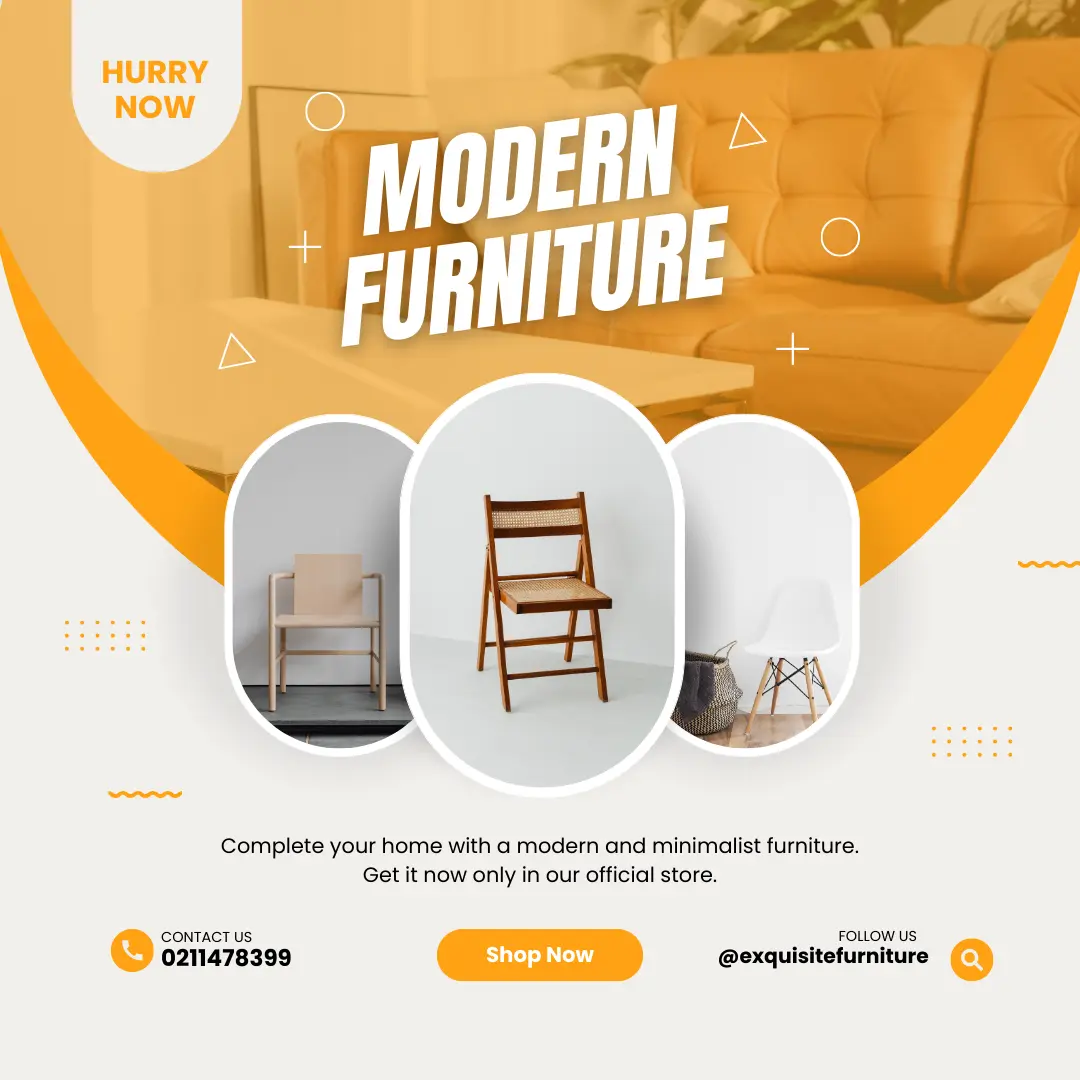 HURRY
NOW
MODERN
FURNITURE
Complete your home with a modern and minimalist furniture.
Get it now only in our official store.
CONTACT US
0211478399
Shop Now
FOLLOW US
@exquisitefurniture